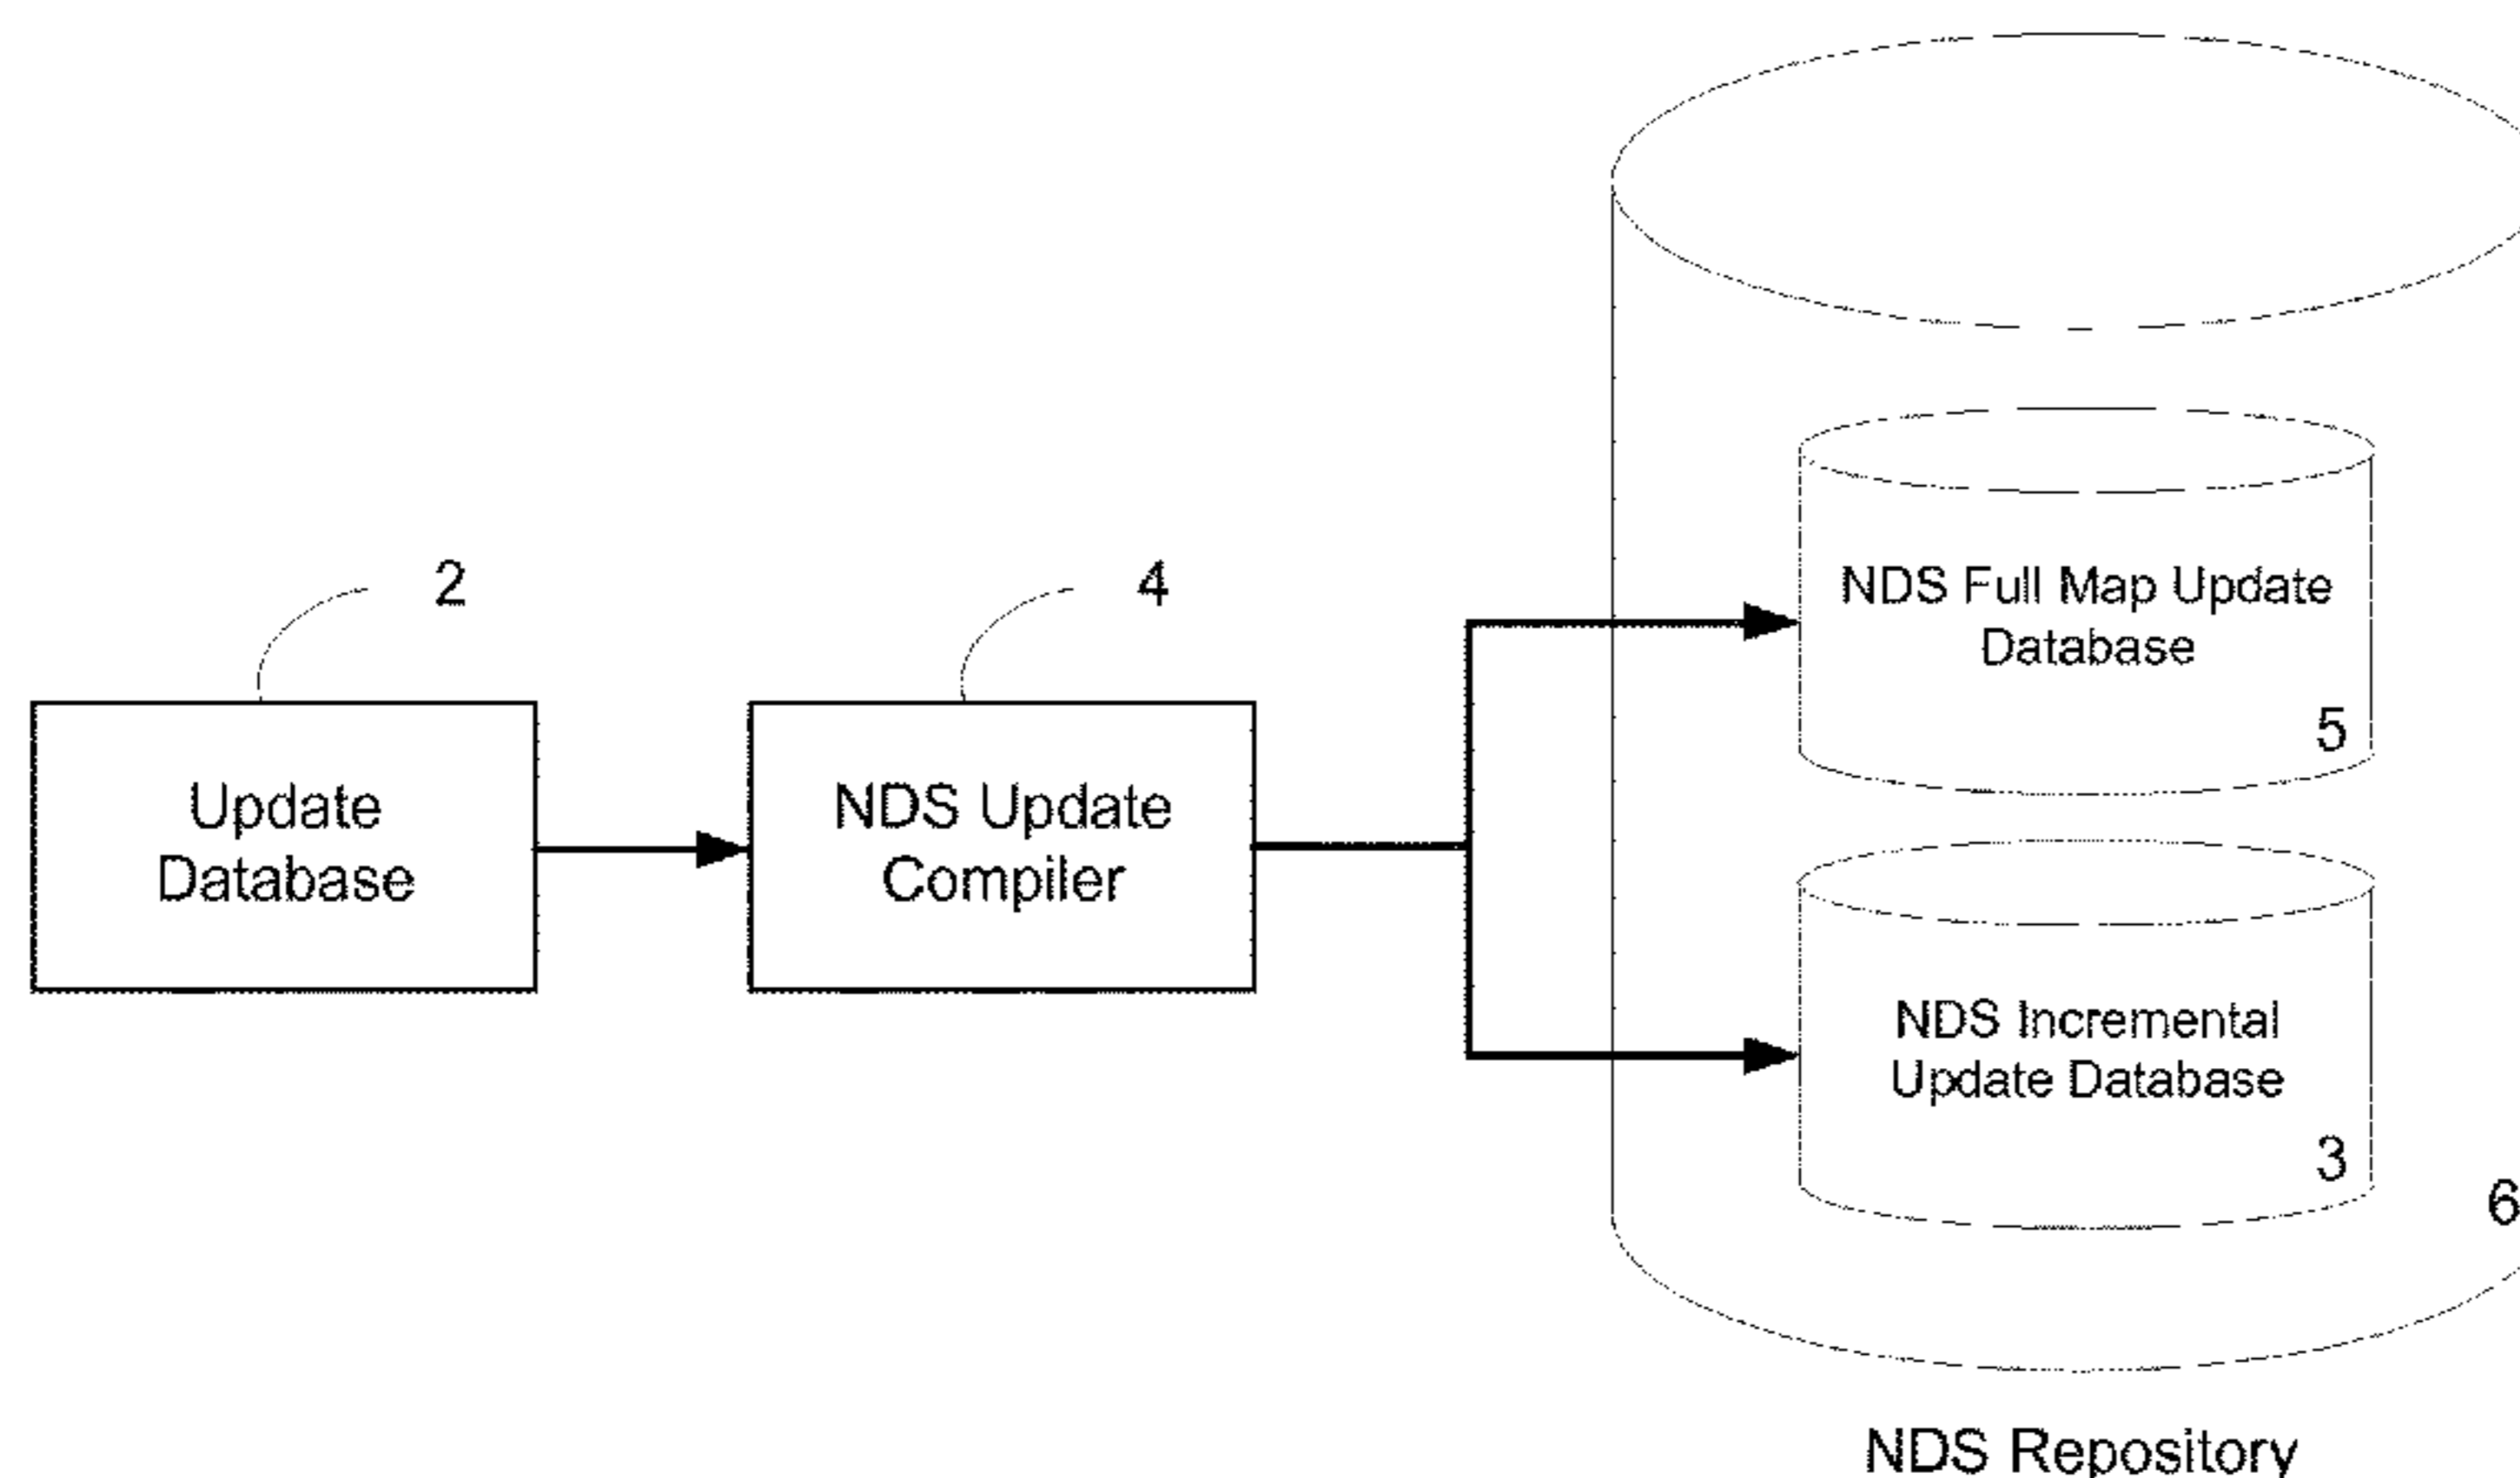 2
4
Update
Database
NDS Update
Compiler
NDS Full Map Update
Database
5
NDS Incremental
Update Database
3
6
NDS Repository